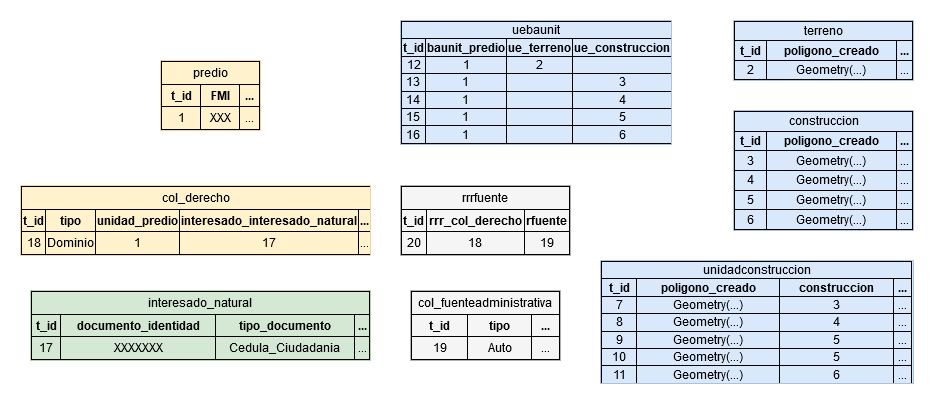 predio
t_id FMI ...
1 XXX ...
uebaunit
t_id baunit_predio ue_terreno ue_construccion
12 1 2
13 1 3
14 1 4
15 1 5
16 1 6
terreno
t_id poligono_creado ...
2 Geometry(...) ...
construccion
t_id poligono_creado ...
3 Geometry(...) ...
4 Geometry(...) ...
5 Geometry(...) ...
6 Geometry(...) ...
col_derecho
t_id tipo unidad_predio interesado_interesado_natural ...
18 Dominio 1 17 ...
rrrfuente
t_id rrr_col_derecho rfuente
20 18 19
interesado_natural
t_id documento_identidad tipo_documento ...
17 XXXXXXX Cedula_Ciudadania ...
col_fuenteadministrativa
t_id tipo ...
19 Auto ...
unidadconstruccion
t_id poligono_creado construccion ...
7 Geometry(...) 3 ...
8 Geometry(...) 4 ...
9 Geometry(...) 5 ...
10 Geometry(...) 5 ...
11 Geometry(...) 6 ...